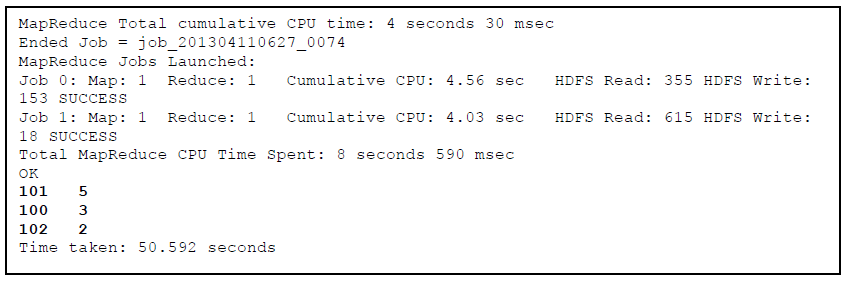 MapReduce Total cumulative CPU time: 4 seconds 30 msec
Ended Job = job_201304110627_0074
MapReduce Jobs Launched:
Job 0: Map: 1  Reduce: 1   Cumulative CPU: 4.56 sec   HDFS Read: 355 HDFS Write:
153 SUCCESS
Job 1: Map: 1  Reduce: 1   Cumulative CPU: 4.03 sec   HDFS Read: 615 HDFS Write:
18 SUCCESS
Total MapReduce CPU Time Spent: 8 seconds 590 msec
OK
101   5
100   3
102   2
Time taken: 50.592 seconds